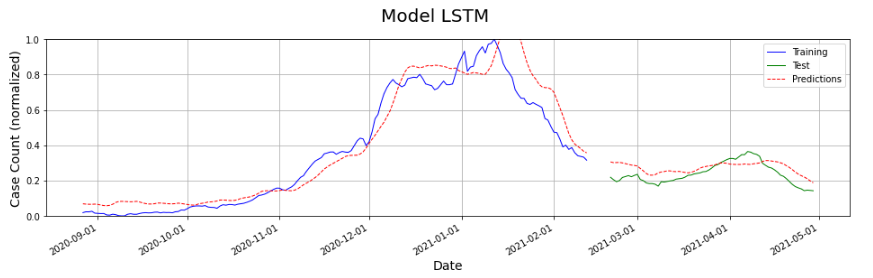 Model LSTM
Case Count (normalized)
1.0
0.8
0.6
0.4
0.2
0.0
Training
Test
Predictions
2020-09-01
2020-10-01
2020-11-01
2020-12-01
2021-01-01
2021-02-01
2021-03-01
2021-04-01
2021-05-01
Date